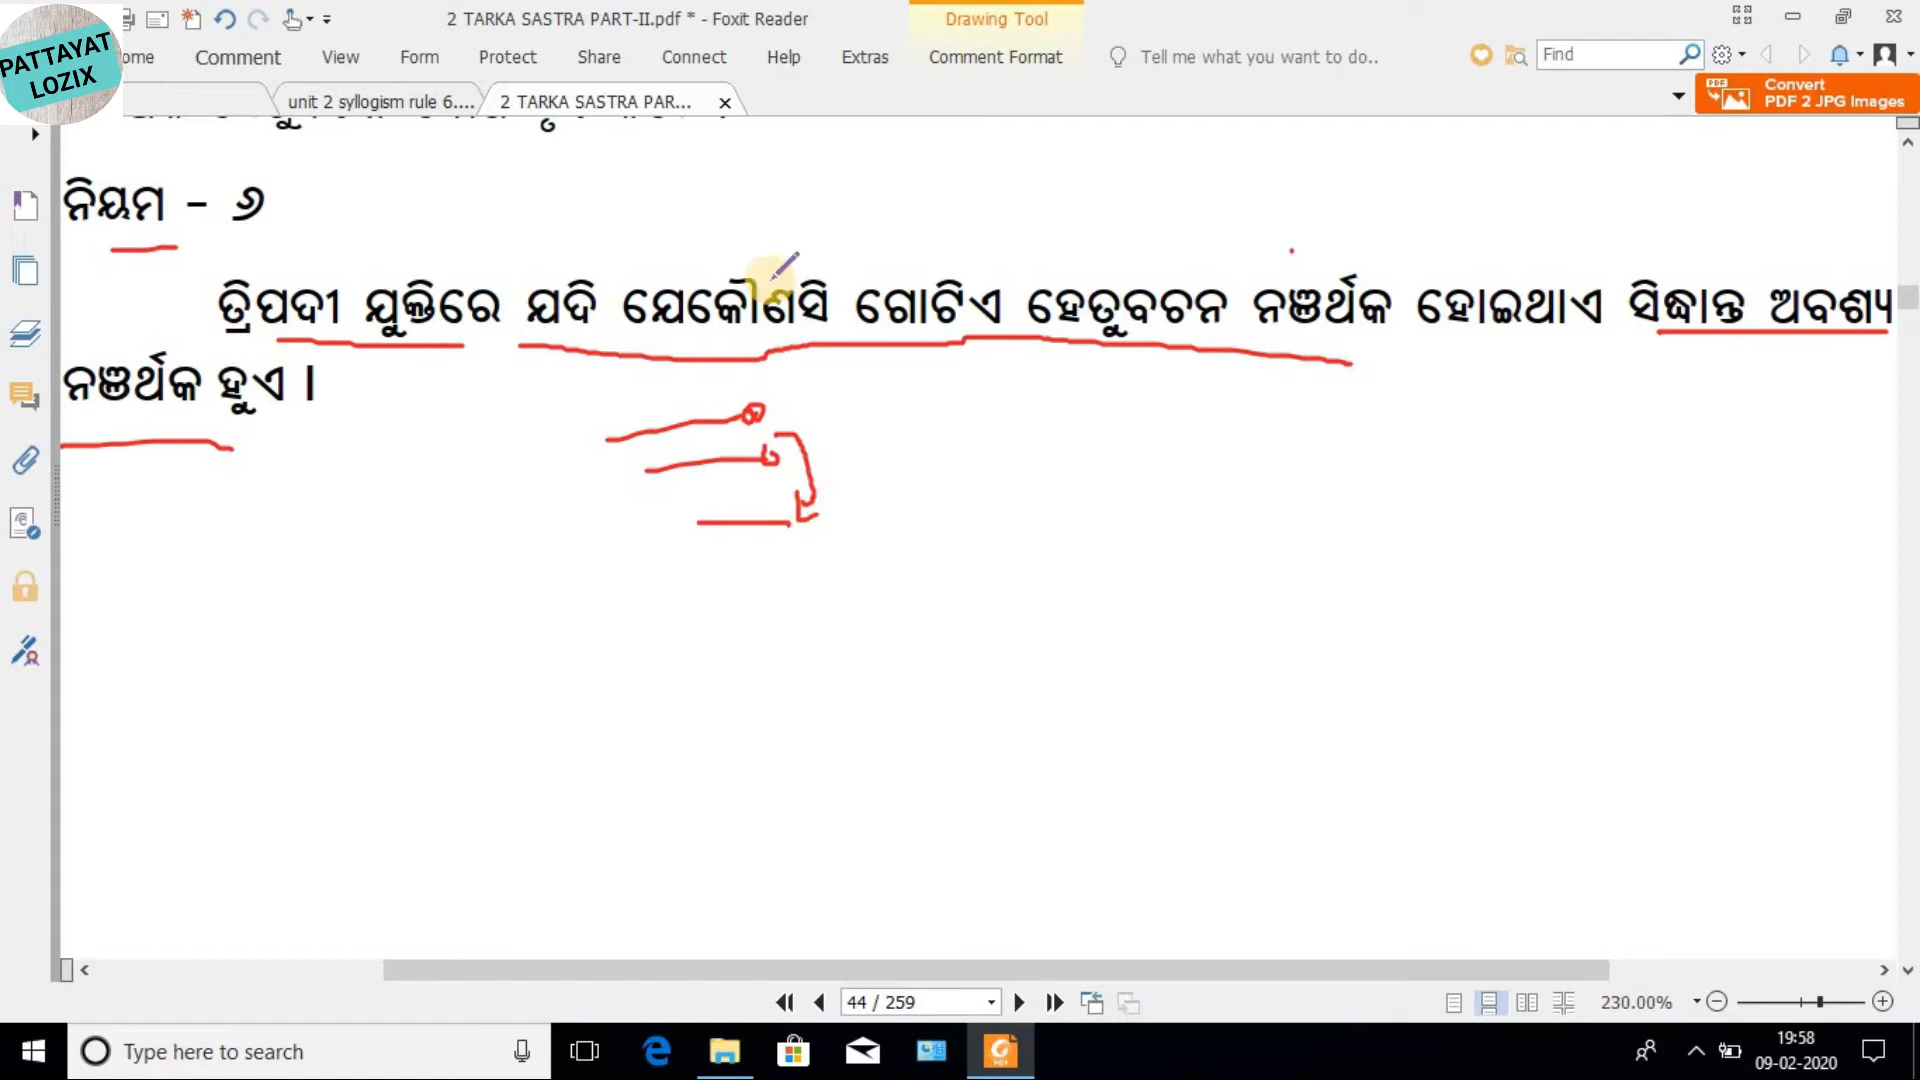 2 TARKA SASTRA PART-II.pdf * - Foxit Reader
Drawing Tool
PATTAYAT
LOZIX
Comment View Form Protect Share Connect Help Extras Comment Format Tell me what you want to do.. Find
unit 2 syllogism rule 6.... 2 TARKA SASTRA PAR...
Convert
PDF 2 JPG Images
ନିୟମ - ୬
ତ୍ରିପଦୀ ଯୁକ୍ତିରେ ଯଦି ଯେକୌଣସି ଗୋଟିଏ ହେତୁବଚନ ନଞର୍ଥକ ହୋଇଥାଏ ସିଦ୍ଧାନ୍ତ ଅବଶ୍ୟ
ନଞର୍ଥକ ହୁଏ ।
44 / 259
230.00%
Type here to search
19:58
09-02-2020